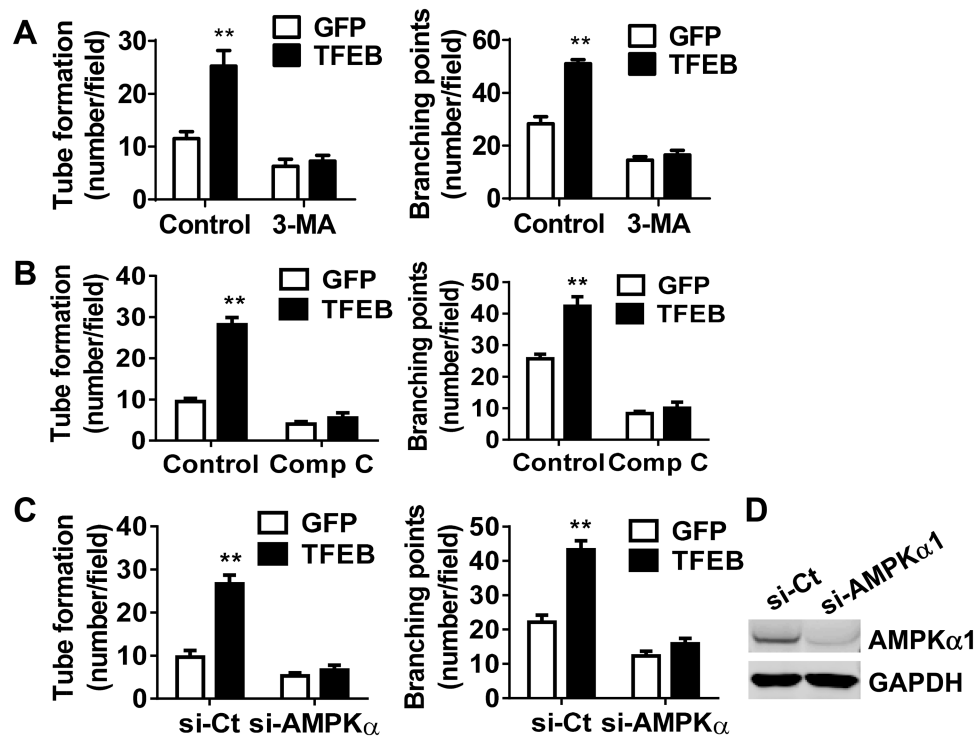 A
Tube formation
(number/field)
30
20
10
0
**
GFP
TFEB
Control 3-MA
Branching points
(number/field)
60
40
20
0
**
GFP
TFEB
Control 3-MA
B
Tube formation
(number/field)
40
30
20
10
0
**
GFP
TFEB
Control Comp C
Branching points
(number/field)
50
40
30
20
10
0
**
GFP
TFEB
Control Comp C
C
Tube formation
(number/field)
40
30
20
10
0
**
GFP
TFEB
si-Ct si-AMPKα
Branching points
(number/field)
50
40
30
20
10
0
**
GFP
TFEB
si-Ct si-AMPKα
D
si-Ct
si-AMPKα1
AMPKα1
GAPDH